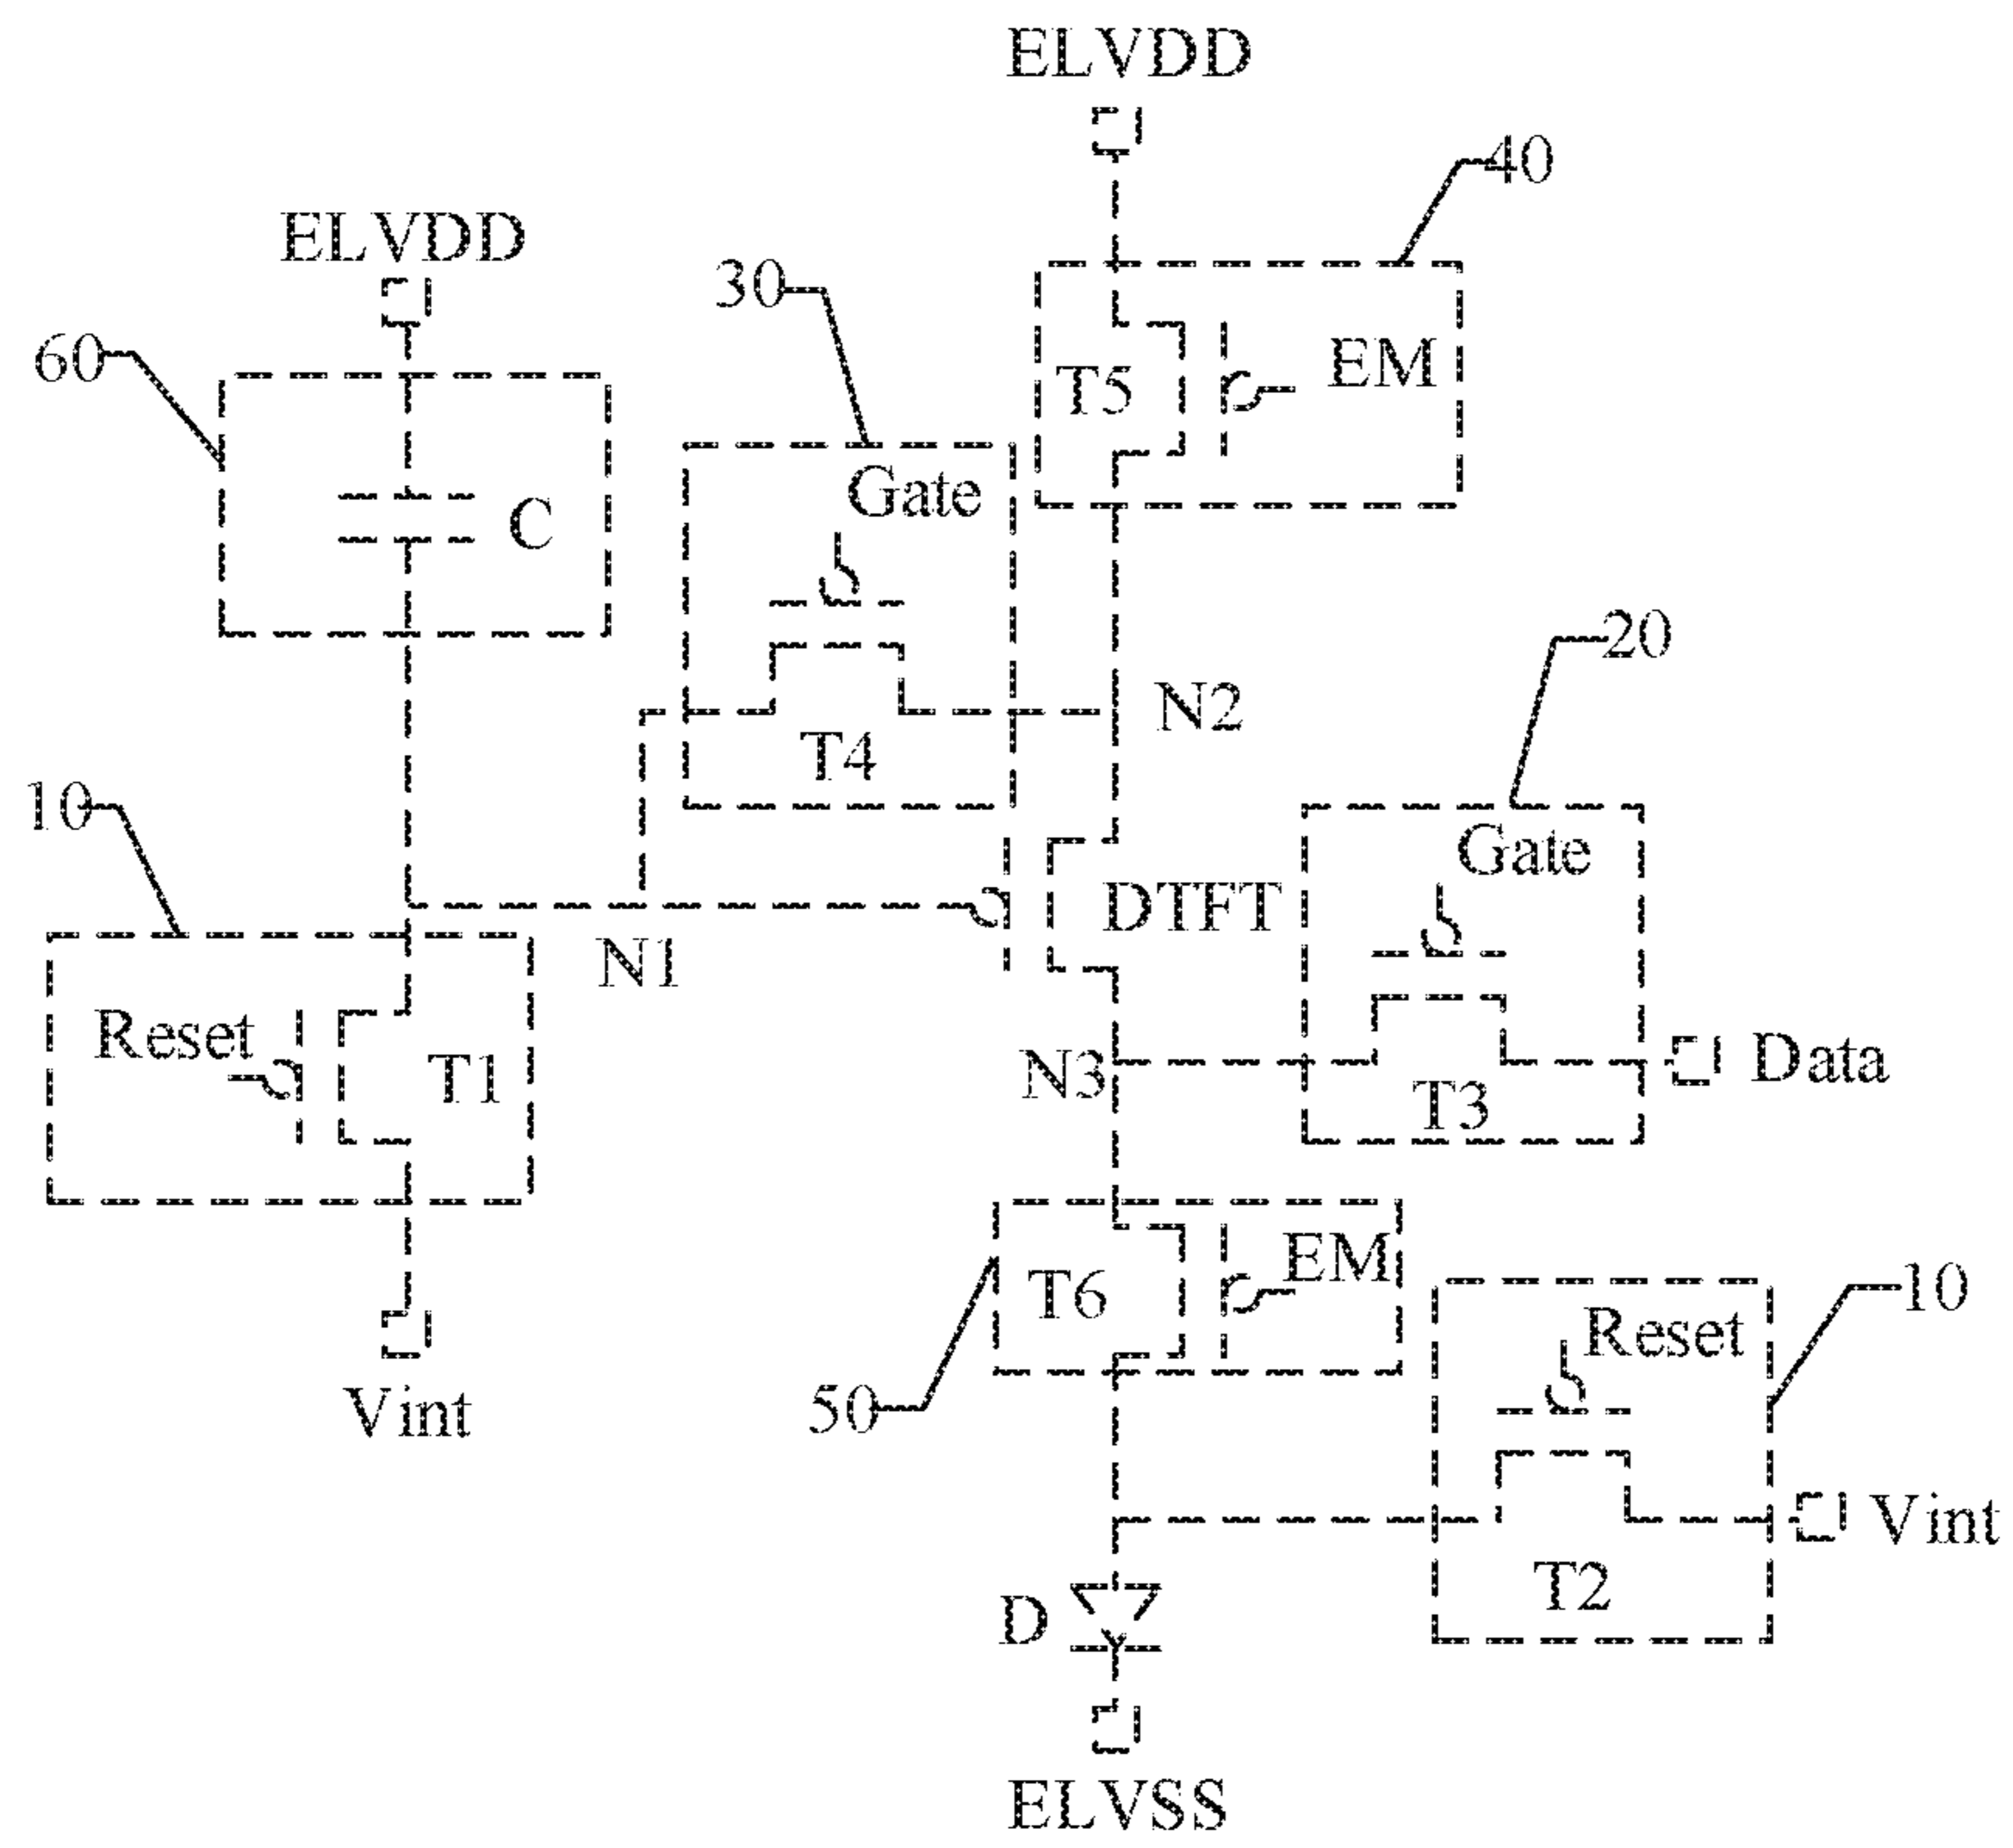 ELVDD
40
ELVDD
30
60
T5
EM
Gate
C
20
N2
T4
10
Gate
DTFT
N1
Reset
T1
N3
Data
T3
EM
T6
10
Reset
50
Vint
Vint
T2
D
ELVSS